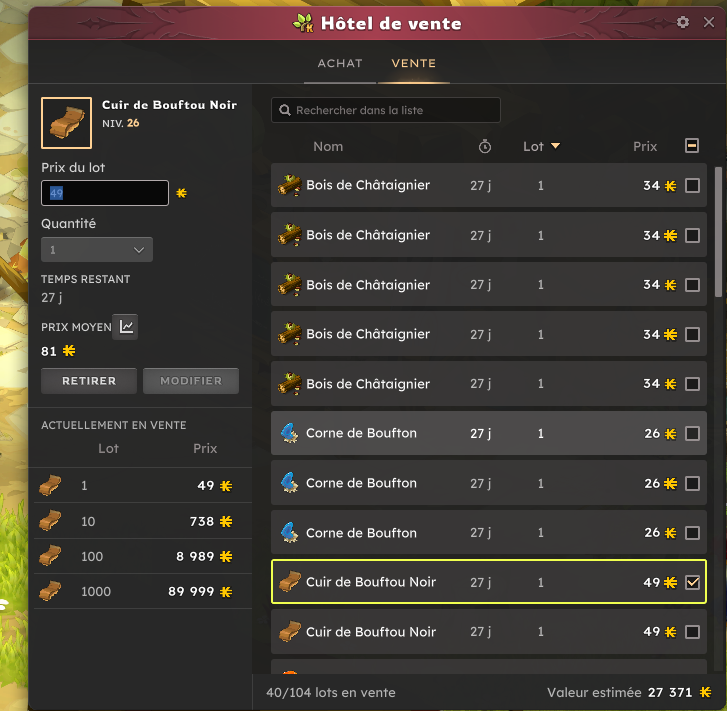 Hôtel de vente
ACHAT VENTE
Cuir de Bouftou Noir
NIV. 26
Prix du lot
49
Quantité
1
TEMPS RESTANT
27 j
PRIX MOYEN
81
RETIRER MODIFIER
ACTUELLEMENT EN VENTE
Lot Prix
1 49
10 738
100 8 989
1000 89 999
Rechercher dans la liste
Nom Lot Prix
Bois de Châtaignier 27 j 1 34
Bois de Châtaignier 27 j 1 34
Bois de Châtaignier 27 j 1 34
Bois de Châtaignier 27 j 1 34
Bois de Châtaignier 27 j 1 34
Corne de Boufton 27 j 1 26
Corne de Boufton 27 j 1 26
Corne de Boufton 27 j 1 26
Cuir de Bouftou Noir 27 j 1 49
Cuir de Bouftou Noir 27 j 1 49
40/104 lots en vente Valeur estimée 27 371